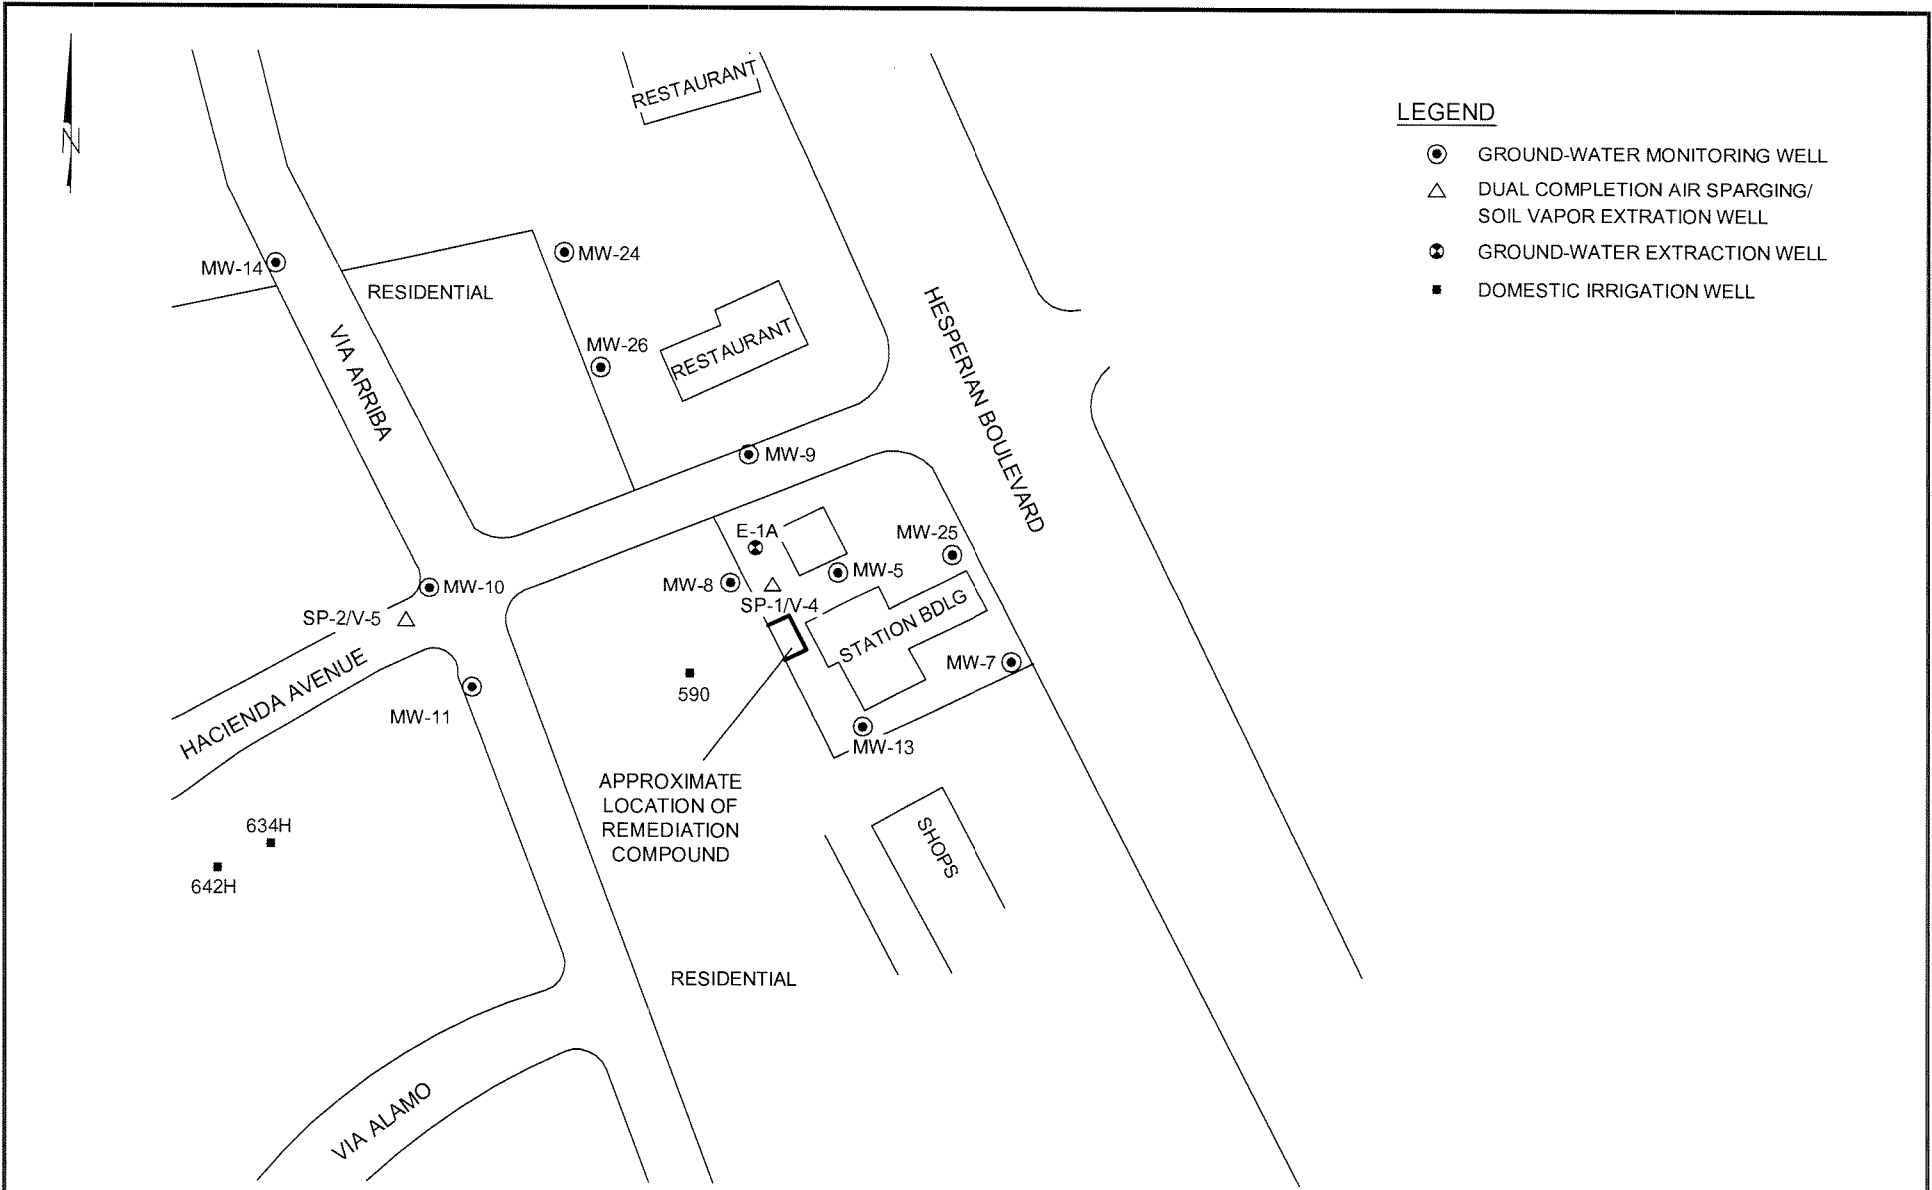 N
RESTAURANT
LEGEND
GROUND-WATER MONITORING WELL
DUAL COMPLETION AIR SPARGING/
SOIL VAPOR EXTRATION WELL
GROUND-WATER EXTRACTION WELL
DOMESTIC IRRIGATION WELL
MW-14
MW-24
RESIDENTIAL
VIA ARRIBA
MW-26
RESTAURANT
HESPERIAN BOULEVARD
MW-9
E-1A
MW-25
MW-8
MW-5
SP-1/V-4
MW-10
SP-2/V-5
STATION BDLG
MW-7
590
HACIENDA AVENUE
MW-11
MW-13
APPROXIMATE
LOCATION OF
REMEDIATION
COMPOUND
634H
642H
SHOPS
RESIDENTIAL
VIA ALAMO